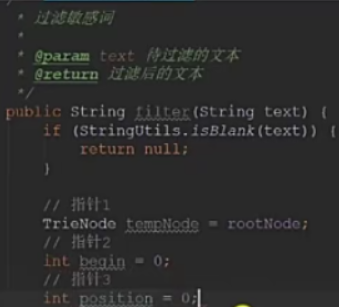 * 过滤敏感词
*
* @param text 待过滤的文本
* @return 过滤后的文本
*/
public String filter(String text) {
if (StringUtils.isBlank(text)) {
return null;
}
// 指针1
TrieNode tempNode = rootNode;
// 指针2
int begin = 0;
// 指针3
int position = 0;